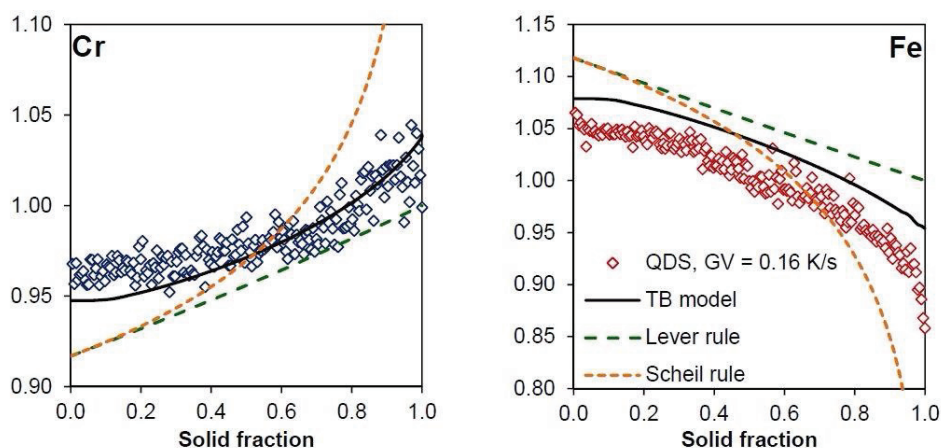 Cr
1.10
1.05
1.00
0.95
0.90
0.0 0.2 0.4 0.6 0.8 1.0
Solid fraction
Fe
1.15
1.10
1.05
1.00
0.95
0.90
0.85
0.80
QDS, GV = 0.16 K/s
TB model
Lever rule
Scheil rule
0.0 0.2 0.4 0.6 0.8 1.0
Solid fraction